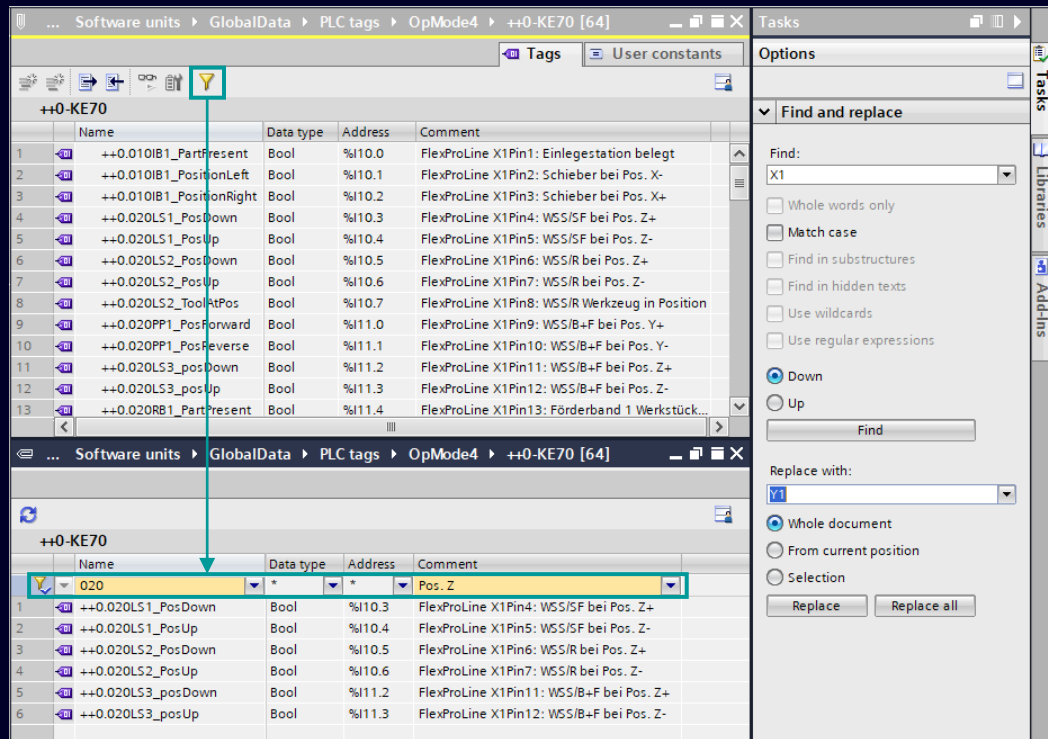 ... Software units ▸ GlobalData ▸ PLC tags ▸ OpMode4 ▸ ++0-KE70 [64]
Tags User constants
++0-KE70
Name Data type Address Comment
1 ++0.010IB1_PartPresent Bool %I10.0 FlexProLine X1Pin1: Einlegestation belegt
2 ++0.010IB1_PositionLeft Bool %I10.1 FlexProLine X1Pin2: Schieber bei Pos. X-
3 ++0.010IB1_PositionRight Bool %I10.2 FlexProLine X1Pin3: Schieber bei Pos. X+
4 ++0.020LS1_PosDown Bool %I10.3 FlexProLine X1Pin4: WSS/SF bei Pos. Z+
5 ++0.020LS1_PosUp Bool %I10.4 FlexProLine X1Pin5: WSS/SF bei Pos. Z-
6 ++0.020LS2_PosDown Bool %I10.5 FlexProLine X1Pin6: WSS/R bei Pos. Z+
7 ++0.020LS2_PosUp Bool %I10.6 FlexProLine X1Pin7: WSS/R bei Pos. Z-
8 ++0.020LS2_ToolAtPos Bool %I10.7 FlexProLine X1Pin8: WSS/R Werkzeug in Position
9 ++0.020PP1_PosForward Bool %I11.0 FlexProLine X1Pin9: WSS/B+F bei Pos. Y+
10 ++0.020PP1_PosReverse Bool %I11.1 FlexProLine X1Pin10: WSS/B+F bei Pos. Y-
11 ++0.020LS3_posDown Bool %I11.2 FlexProLine X1Pin11: WSS/B+F bei Pos. Z+
12 ++0.020LS3_posUp Bool %I11.3 FlexProLine X1Pin12: WSS/B+F bei Pos. Z-
13 ++0.020RB1_PartPresent Bool %I11.4 FlexProLine X1Pin13: Förderband 1 Werkstück...
... Software units ▸ GlobalData ▸ PLC tags ▸ OpMode4 ▸ ++0-KE70 [64]
++0-KE70
Name Data type Address Comment
020 * * Pos. Z
1 ++0.020LS1_PosDown Bool %I10.3 FlexProLine X1Pin4: WSS/SF bei Pos. Z+
2 ++0.020LS1_PosUp Bool %I10.4 FlexProLine X1Pin5: WSS/SF bei Pos. Z-
3 ++0.020LS2_PosDown Bool %I10.5 FlexProLine X1Pin6: WSS/R bei Pos. Z+
4 ++0.020LS2_PosUp Bool %I10.6 FlexProLine X1Pin7: WSS/R bei Pos. Z-
5 ++0.020LS3_posDown Bool %I11.2 FlexProLine X1Pin11: WSS/B+F bei Pos. Z+
6 ++0.020LS3_posUp Bool %I11.3 FlexProLine X1Pin12: WSS/B+F bei Pos. Z-
Tasks
Options
Find and replace
Find:
X1
Whole words only
Match case
Find in substructures
Find in hidden texts
Use wildcards
Use regular expressions
Down
Up
Find
Replace with:
Y1
Whole document
From current position
Selection
Replace Replace all
Tasks
Libraries
Add-Ins